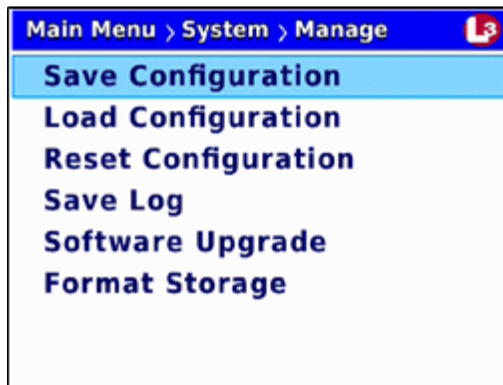 Main Menu > System > Manage L3
Save Configuration
Load Configuration
Reset Configuration
Save Log
Software Upgrade
Format Storage